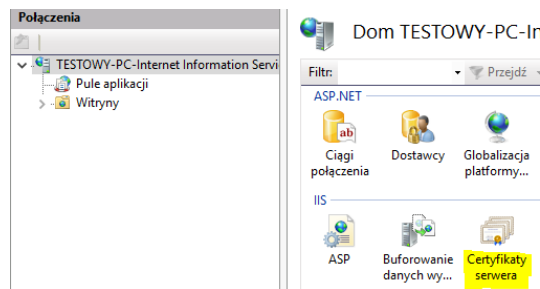 Połączenia
TESTOWY-PC-Internet Information Servi
Pule aplikacji
Witryny
Dom TESTOWY-PC-In
Filtr:
Przejdź
ASP.NET
ab
Ciągi
połączenia
Dostawcy
Globalizacja
platformy...
IIS
ASP
Buforowanie
danych wy...
Certyfikaty
serwera